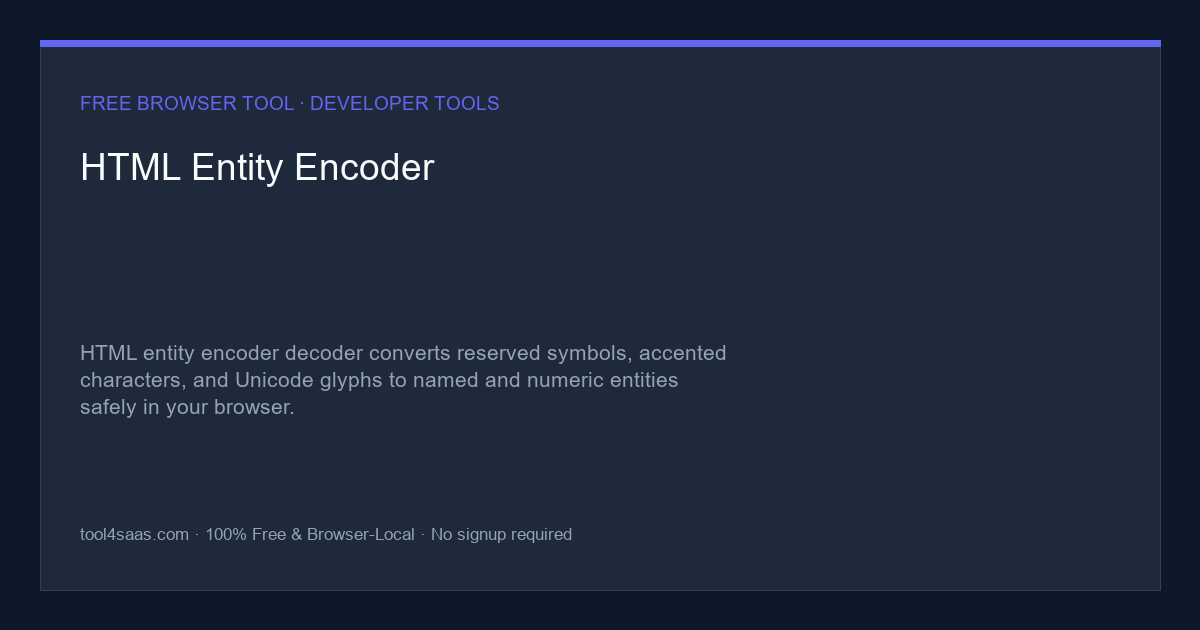 FREE BROWSER TOOL · DEVELOPER TOOLS
HTML Entity Encoder
HTML entity encoder decoder converts reserved symbols, accented
characters, and Unicode glyphs to named and numeric entities
safely in your browser.
tool4saas.com · 100% Free & Browser-Local · No signup required